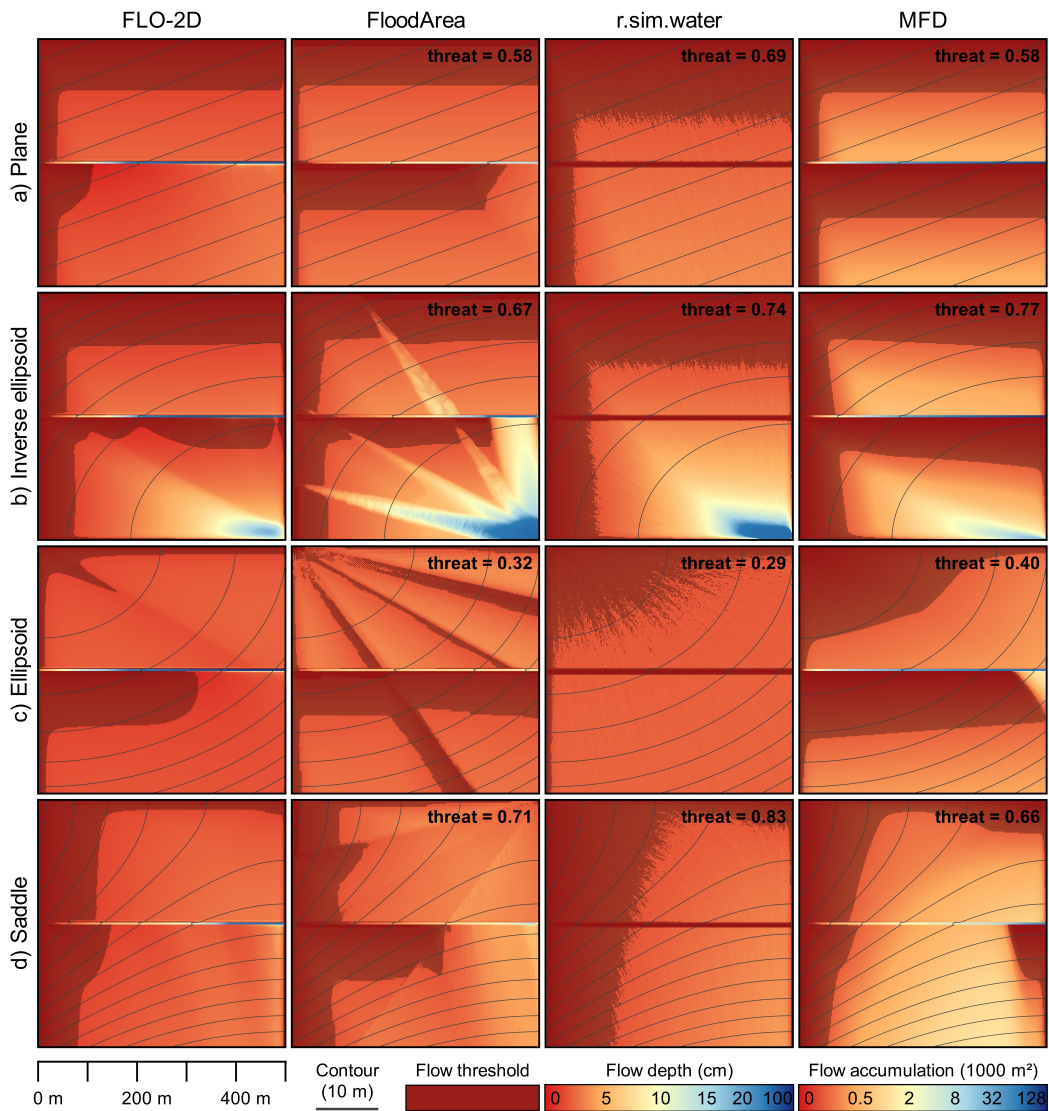 FLO-2D FloodArea r.sim.water MFD
a) Plane
threat = 0.58 threat = 0.69 threat = 0.58
b) Inverse ellipsoid
threat = 0.67 threat = 0.74 threat = 0.77
c) Ellipsoid
threat = 0.32 threat = 0.29 threat = 0.40
d) Saddle
threat = 0.71 threat = 0.83 threat = 0.66
0 m 200 m 400 m
Contour
(10 m)
Flow threshold
Flow depth (cm)
0 5 10 15 20 100
Flow accumulation (1000 m²)
0 0.5 2 8 32 128